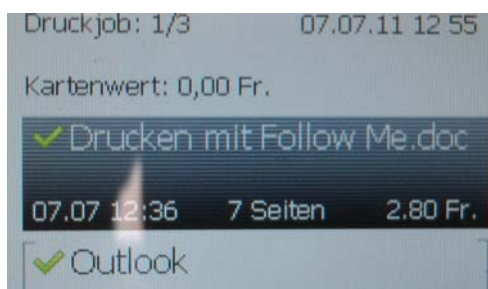 Druckjob: 1/3 07.07.11 12 55
Kartenwert: 0,00 Fr.
Drucken mit Follow Me.doc
07.07 12:36 7 Seiten 2.80 Fr.
Outlook